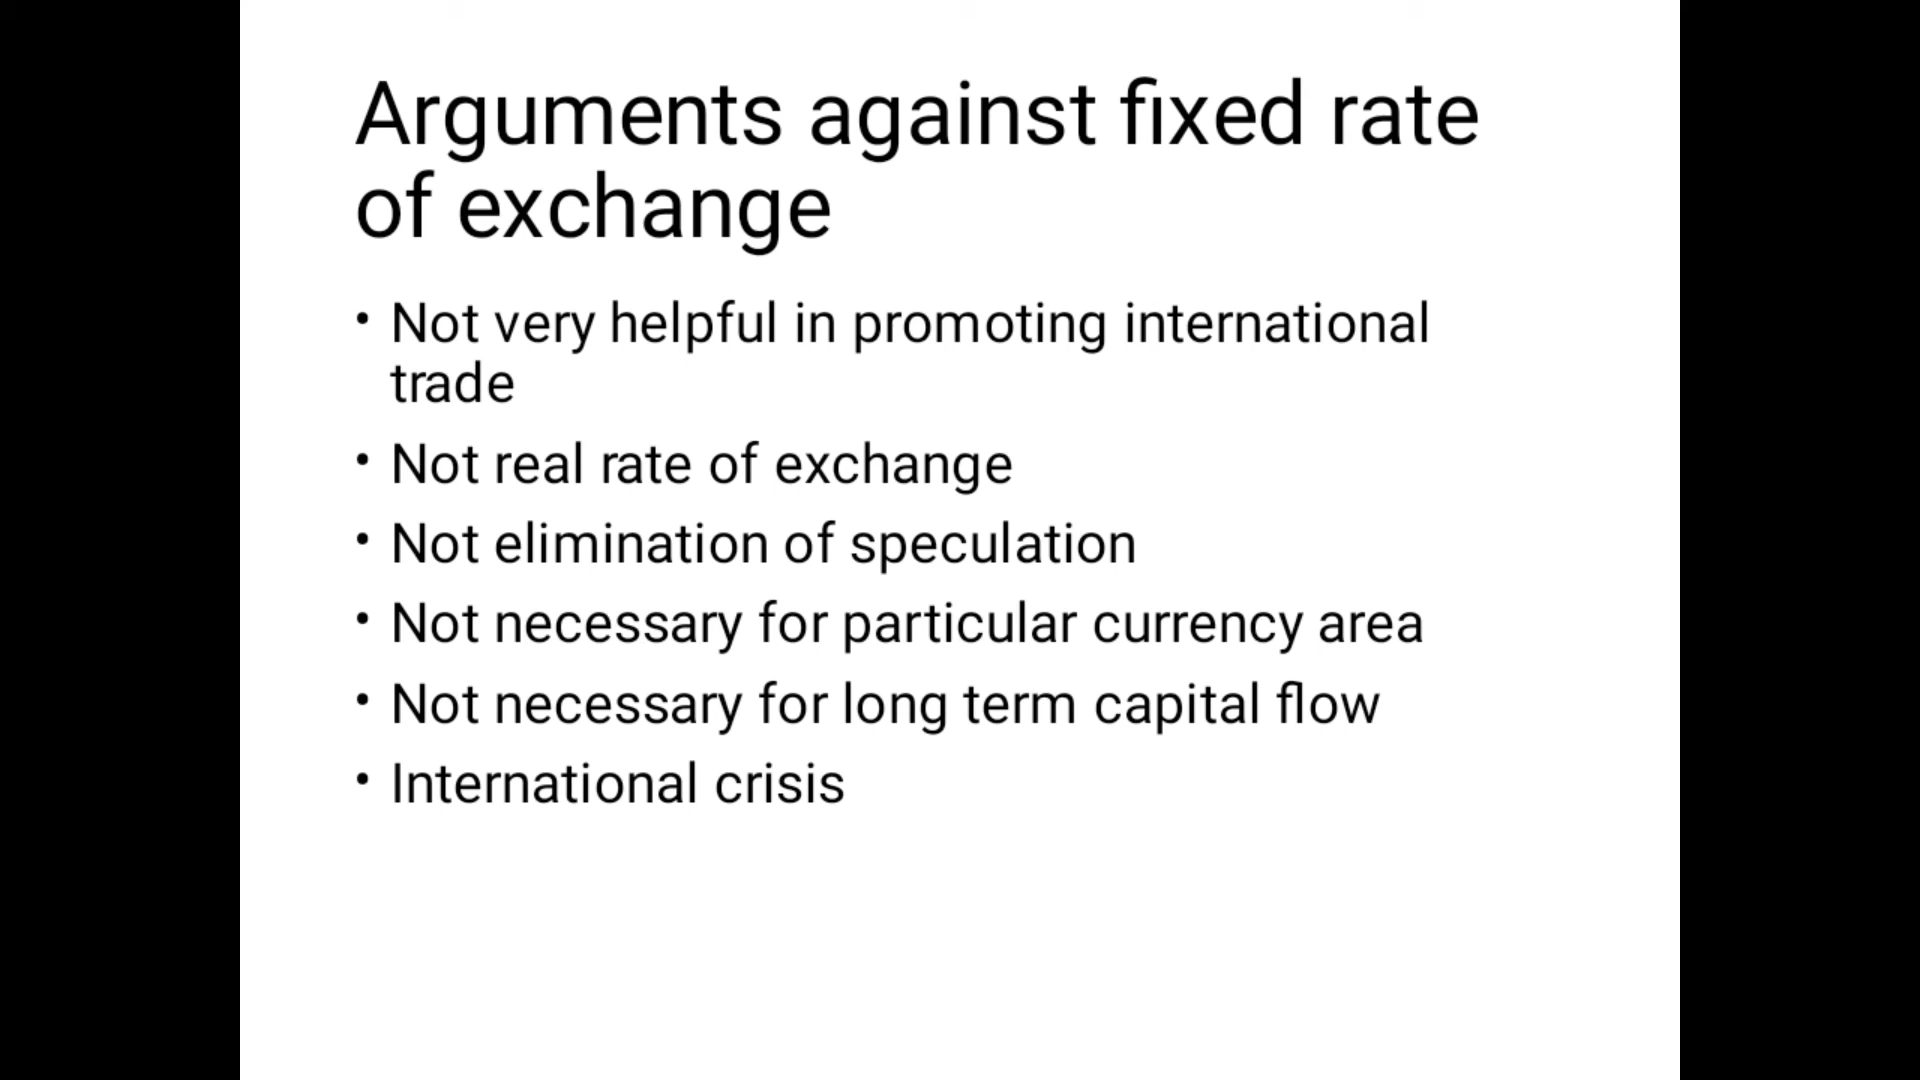 Arguments against fixed rate
of exchange
• Not very helpful in promoting international
trade
• Not real rate of exchange
• Not elimination of speculation
• Not necessary for particular currency area
• Not necessary for long term capital flow
• International crisis